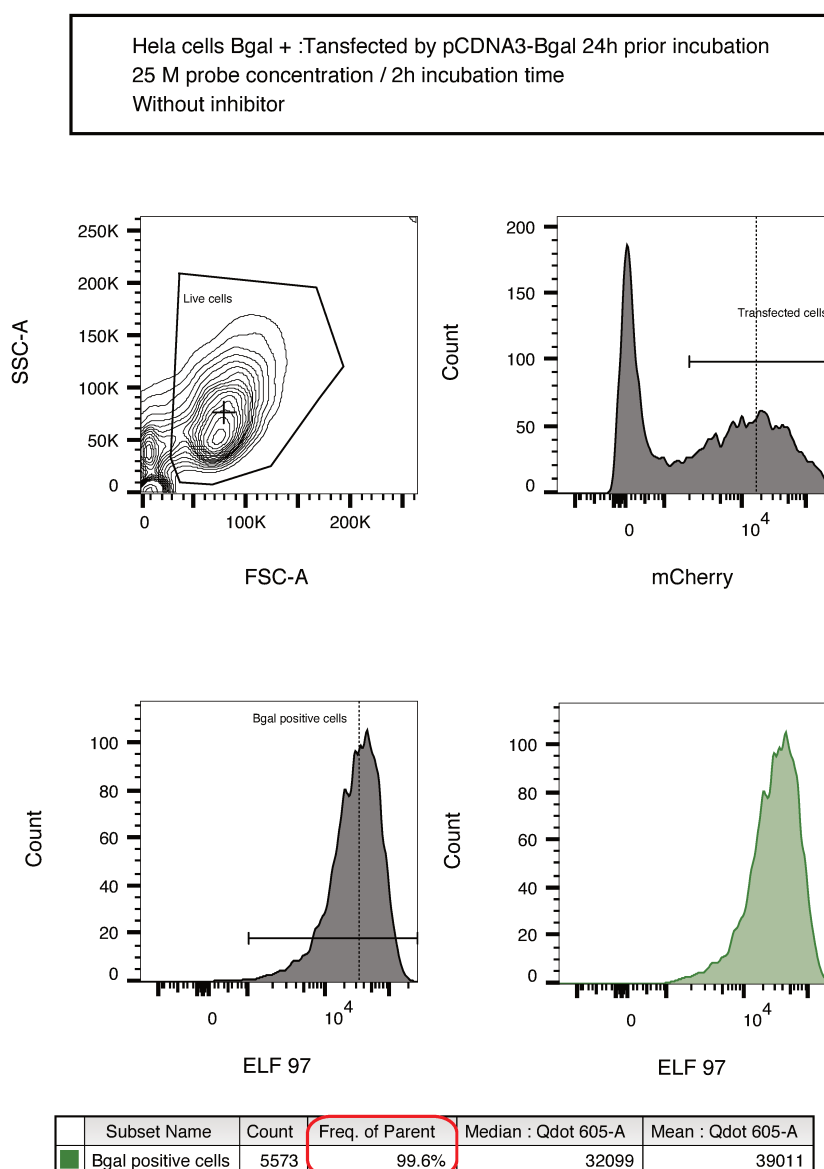 Hela cells Bgal + :Tansfected by pCDNA3-Bgal 24h prior incubation
25 M probe concentration / 2h incubation time
Without inhibitor
250K
200K
150K
100K
50K
0
SSC-A
Live cells
0 100K 200K
FSC-A
200
150
100
50
0
Count
Transfected cells
0 10^4
mCherry
100
80
60
40
20
0
Count
Bgal positive cells
0 10^4
ELF 97
100
80
60
40
20
0
Count
0 10^4
ELF 97
Subset Name Count Freq. of Parent Median : Qdot 605-A Mean : Qdot 605-A
Bgal positive cells 5573 99.6% 32099 39011